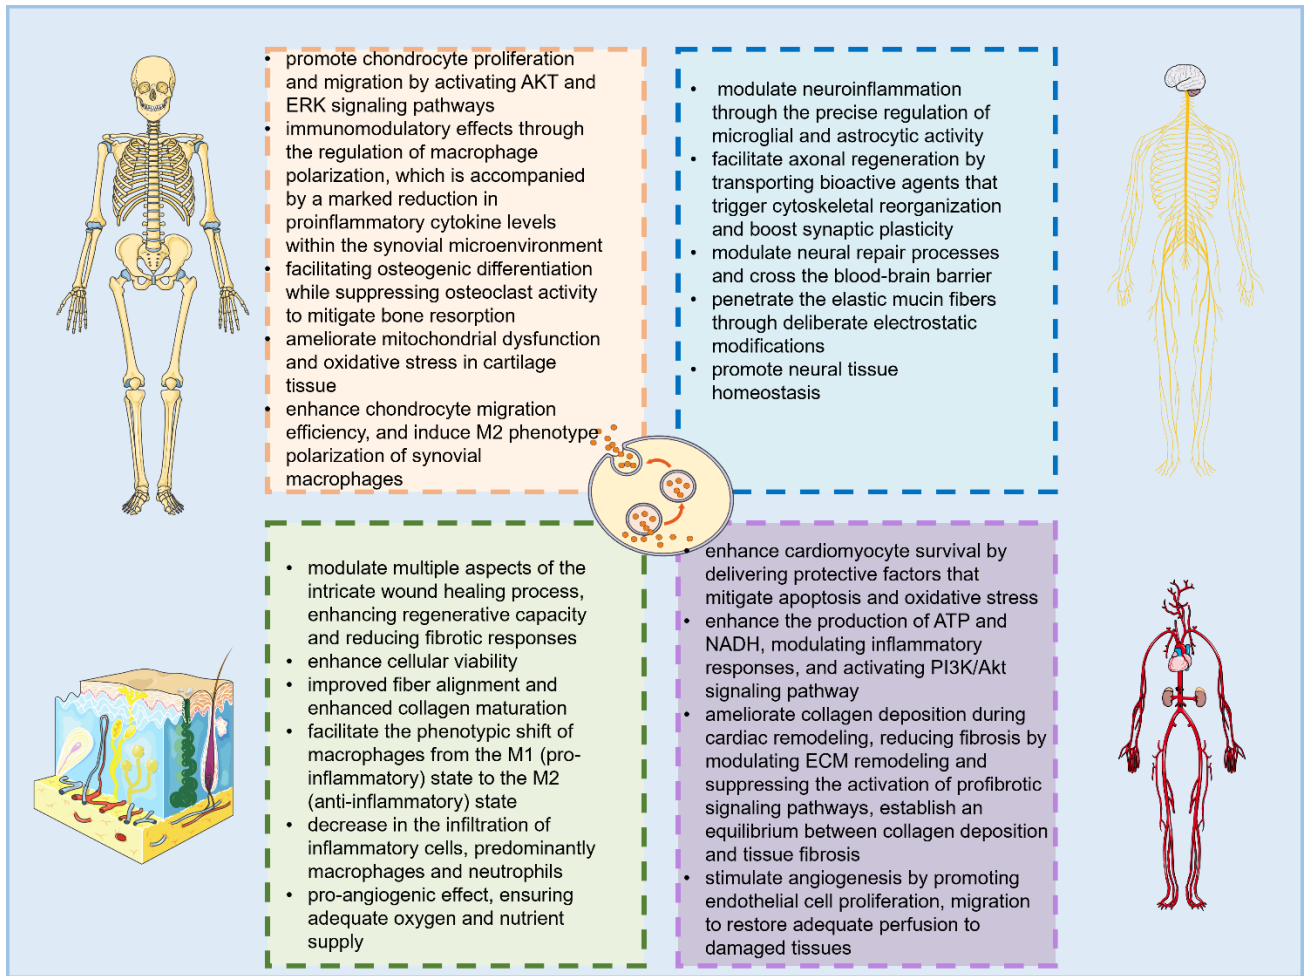 • promote chondrocyte proliferation
and migration by activating AKT and
ERK signaling pathways
• immunomodulatory effects through
the regulation of macrophage
polarization, which is accompanied
by a marked reduction in
proinflammatory cytokine levels
within the synovial microenvironment
• facilitating osteogenic differentiation
while suppressing osteoclast activity
to mitigate bone resorption
• ameliorate mitochondrial dysfunction
and oxidative stress in cartilage
tissue
• enhance chondrocyte migration
efficiency, and induce M2 phenotype
polarization of synovial
macrophages
• modulate neuroinflammation
through the precise regulation of
microglial and astrocytic activity
• facilitate axonal regeneration by
transporting bioactive agents that
trigger cytoskeletal reorganization
and boost synaptic plasticity
• modulate neural repair processes
and cross the blood-brain barrier
• penetrate the elastic mucin fibers
through deliberate electrostatic
modifications
• promote neural tissue
homeostasis
• modulate multiple aspects of the
intricate wound healing process,
enhancing regenerative capacity
and reducing fibrotic responses
• enhance cellular viability
• improved fiber alignment and
enhanced collagen maturation
• facilitate the phenotypic shift of
macrophages from the M1 (pro-
inflammatory) state to the M2
(anti-inflammatory) state
• decrease in the infiltration of
inflammatory cells, predominantly
macrophages and neutrophils
• pro-angiogenic effect, ensuring
adequate oxygen and nutrient
supply
• enhance cardiomyocyte survival by
delivering protective factors that
mitigate apoptosis and oxidative stress
• enhance the production of ATP and
NADH, modulating inflammatory
responses, and activating PI3K/Akt
signaling pathway
• ameliorate collagen deposition during
cardiac remodeling, reducing fibrosis by
modulating ECM remodeling and
suppressing the activation of profibrotic
signaling pathways, establish an
equilibrium between collagen deposition
and tissue fibrosis
• stimulate angiogenesis by promoting
endothelial cell proliferation, migration
to restore adequate perfusion to
damaged tissues